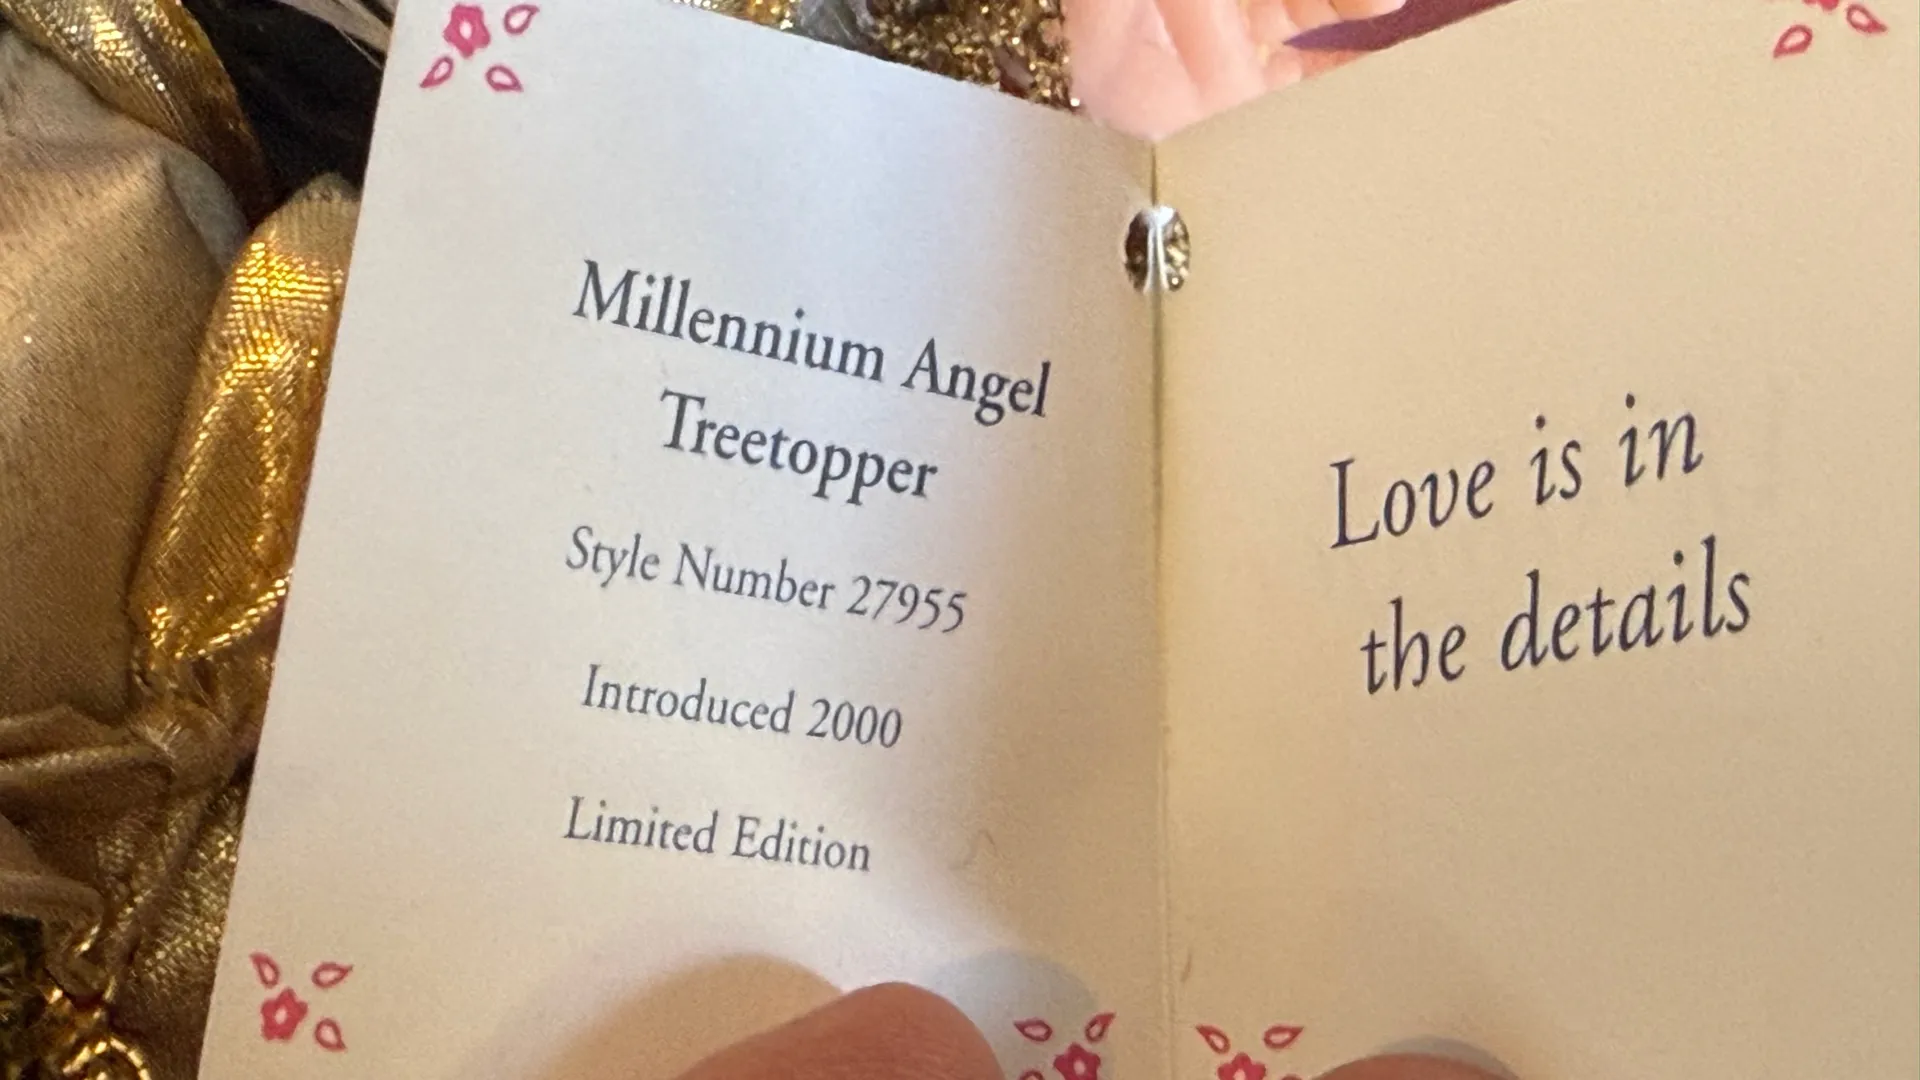 Millennium Angel
Treetopper
Style Number 27955
Introduced 2000
Limited Edition
Love is in
the details